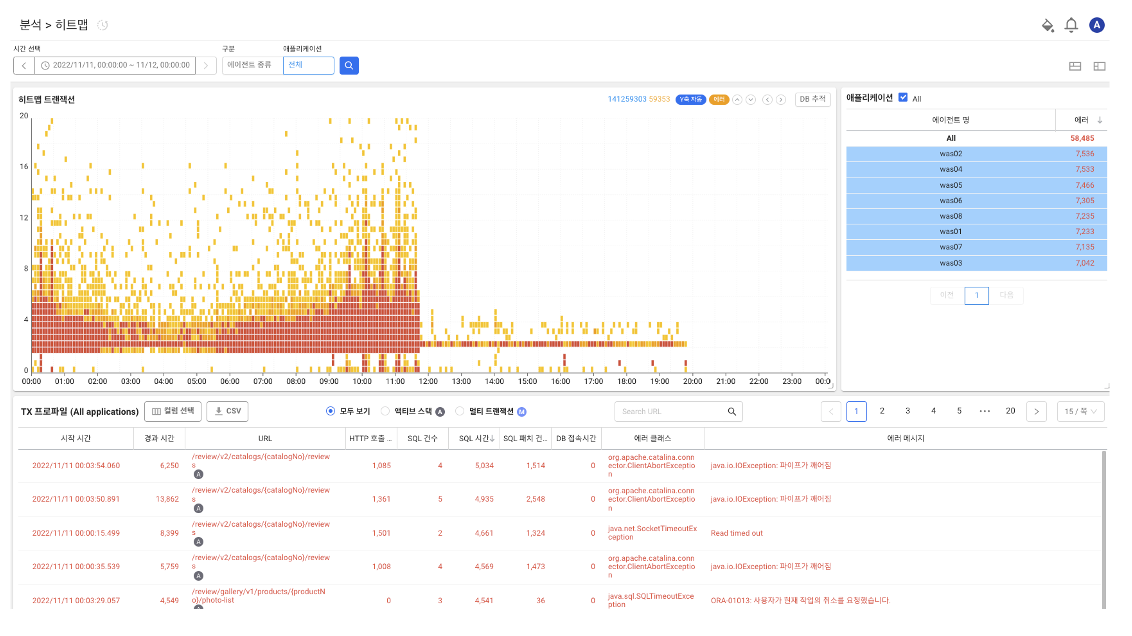 분석 > 히트맵
A
시간 선택
구분
애플리케이션
2022/11/11, 00:00:00 ~ 11/12, 00:00:00
에이전트 종류
전체
히트맵 트랜잭션
141259303 59353
Y축 자동
에러
DB 추적
20
16
12
8
4
0
00:00 01:00 02:00 03:00 04:00 05:00 06:00 07:00 08:00 09:00 10:00 11:00 12:00 13:00 14:00 15:00 16:00 17:00 18:00 19:00 20:00 21:00 22:00 23:00 00:0
애플리케이션 All
에이전트 명 에러 ↓
All 58,485
was02 7,536
was04 7,533
was05 7,466
was06 7,305
was08 7,235
was01 7,233
was07 7,135
was03 7,042
이전 1 다음
TX 프로파일 (All applications)
컬럼 선택
CSV
모두 보기
액티브 스택 A
멀티 트랜잭션 M
Search URL
< 1 2 3 4 5 ••• 20 >
15 / 쪽
시작 시간 경과 시간 URL HTTP 호출 ... SQL 건수 SQL 시간↓ SQL 패치 건... DB 접속시간 에러 클래스 에러 메시지
2022/11/11 00:03:54.060 6,250 /review/v2/catalogs/{catalogNo}/review 1,085 4 5,034 1,514 0 org.apache.catalina.conn java.io.IOException: 파이프가 깨어짐
s ector.ClientAbortExceptio
A n
2022/11/11 00:03:50.891 13,862 /review/v2/catalogs/{catalogNo}/review 1,361 5 4,935 2,548 0 org.apache.catalina.conn java.io.IOException: 파이프가 깨어짐
s ector.ClientAbortExceptio
A n
2022/11/11 00:00:15.499 8,399 /review/v2/catalogs/{catalogNo}/review 1,501 2 4,661 1,324 0 java.net.SocketTimeoutEx Read timed out
s ception
A
2022/11/11 00:00:35.539 5,759 /review/v2/catalogs/{catalogNo}/review 1,008 4 4,569 1,473 0 org.apache.catalina.conn java.io.IOException: 파이프가 깨어짐
s ector.ClientAbortExceptio
A n
2022/11/11 00:03:29.057 4,549 /review/gallery/v1/products/{productN 0 3 4,541 36 0 java.sql.SQLTimeoutExce ORA-01013: 사용자가 현재 작업의 취소를 요청했습니다
o}/photo-list ption
A